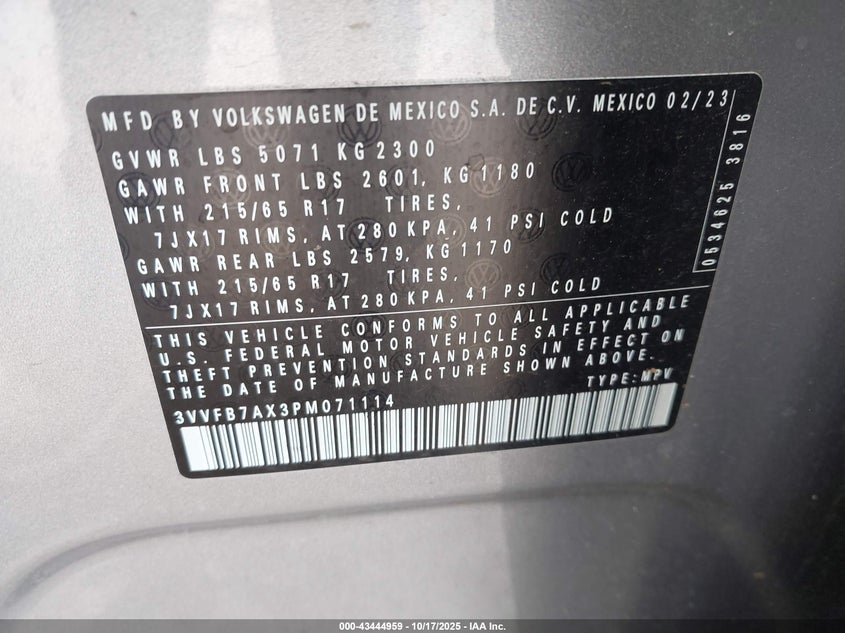 MFD BY VOLKSWAGEN DE MEXICO S.A. DE C.V. MEXICO 02/23
GVWR LBS 5071 KG 2300
GAWR FRONT LBS 2601, KG 1180
WITH 215/65 R17 TIRES,
7JX17 RIMS, AT 280 KPA, 41 PSI COLD
GAWR REAR LBS 2579, KG 1170
WITH 215/65 R17 TIRES,
7JX17 RIMS, AT 280 KPA, 41 PSI COLD
0534625 3816
THIS VEHICLE CONFORMS TO ALL APPLICABLE
U.S. FEDERAL MOTOR VEHICLE SAFETY AND
THEFT PREVENTION STANDARDS IN EFFECT ON
THE DATE OF MANUFACTURE SHOWN ABOVE.
TYPE: MPV
3VVFB7AX3PM071114
000-43444959 | 10/17/2025 - IAA Inc.